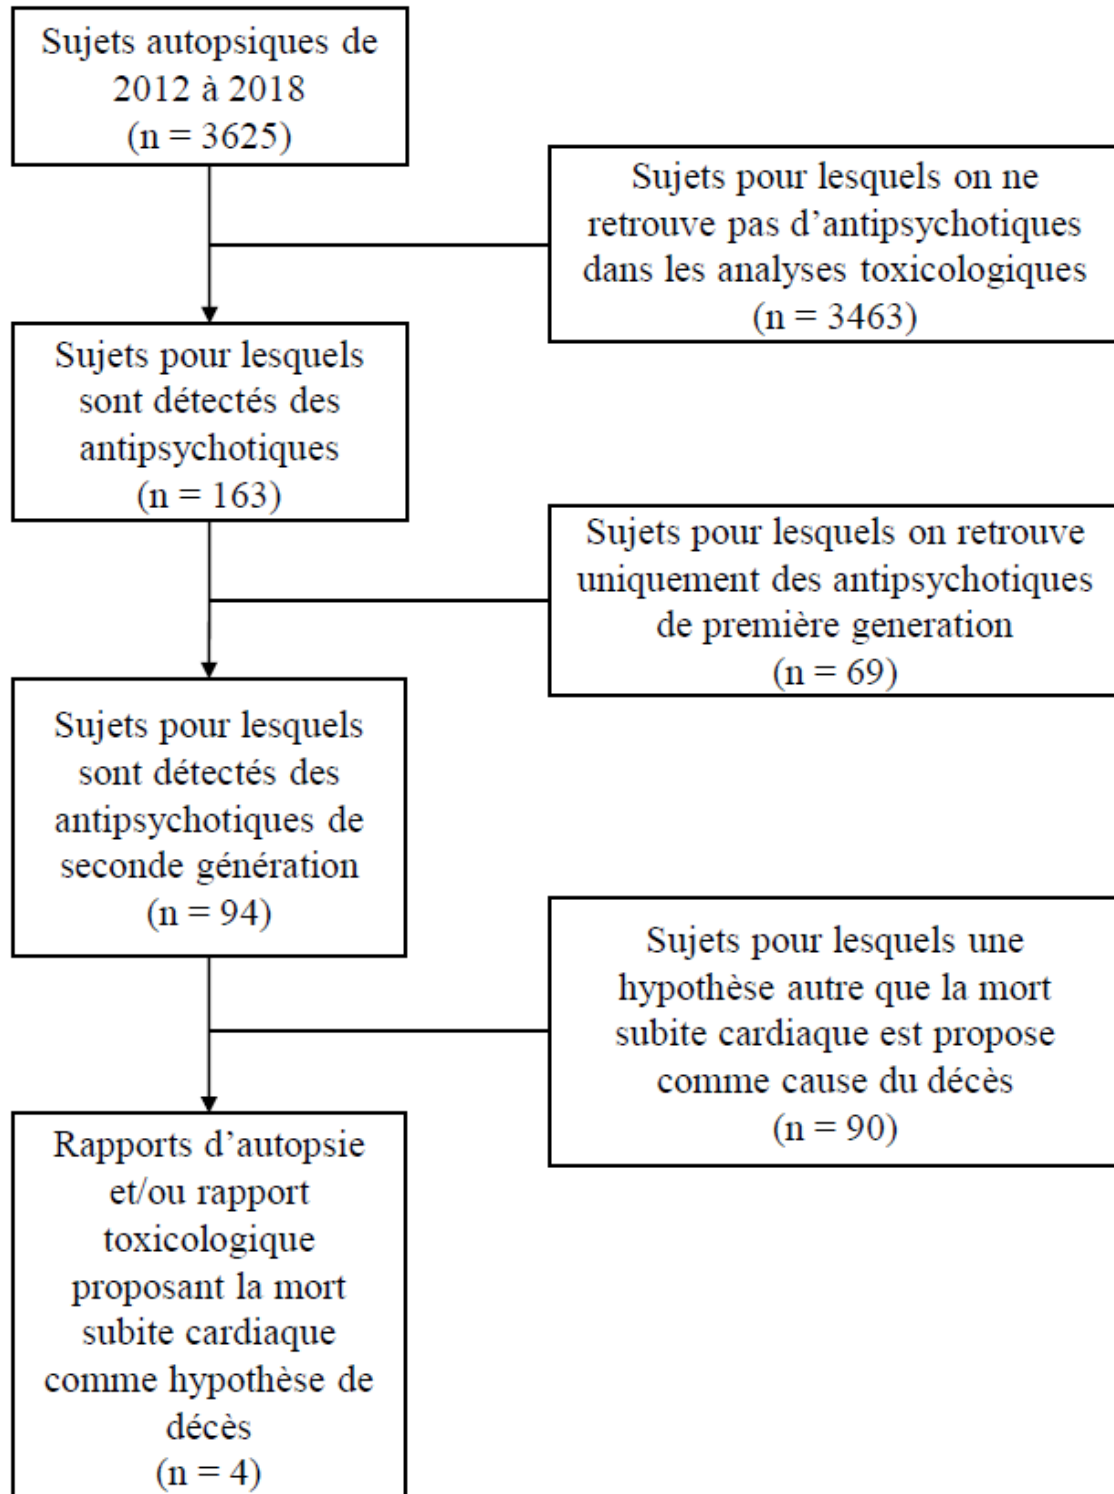 Sujets autopsiques de
2012 à 2018
(n = 3625)
Sujets pour lesquels on ne
retrouve pas d'antipsychotiques
dans les analyses toxicologiques
(n = 3463)
Sujets pour lesquels
sont détectés des
antipsychotiques
(n = 163)
Sujets pour lesquels on retrouve
uniquement des antipsychotiques
de première generation
(n = 69)
Sujets pour lesquels
sont détectés des
antipsychotiques de
seconde génération
(n = 94)
Sujets pour lesquels une
hypothèse autre que la mort
subite cardiaque est propose
comme cause du décès
(n = 90)
Rapports d'autopsie
et/ou rapport
toxicologique
proposant la mort
subite cardiaque
comme hypothèse de
décès
(n = 4)